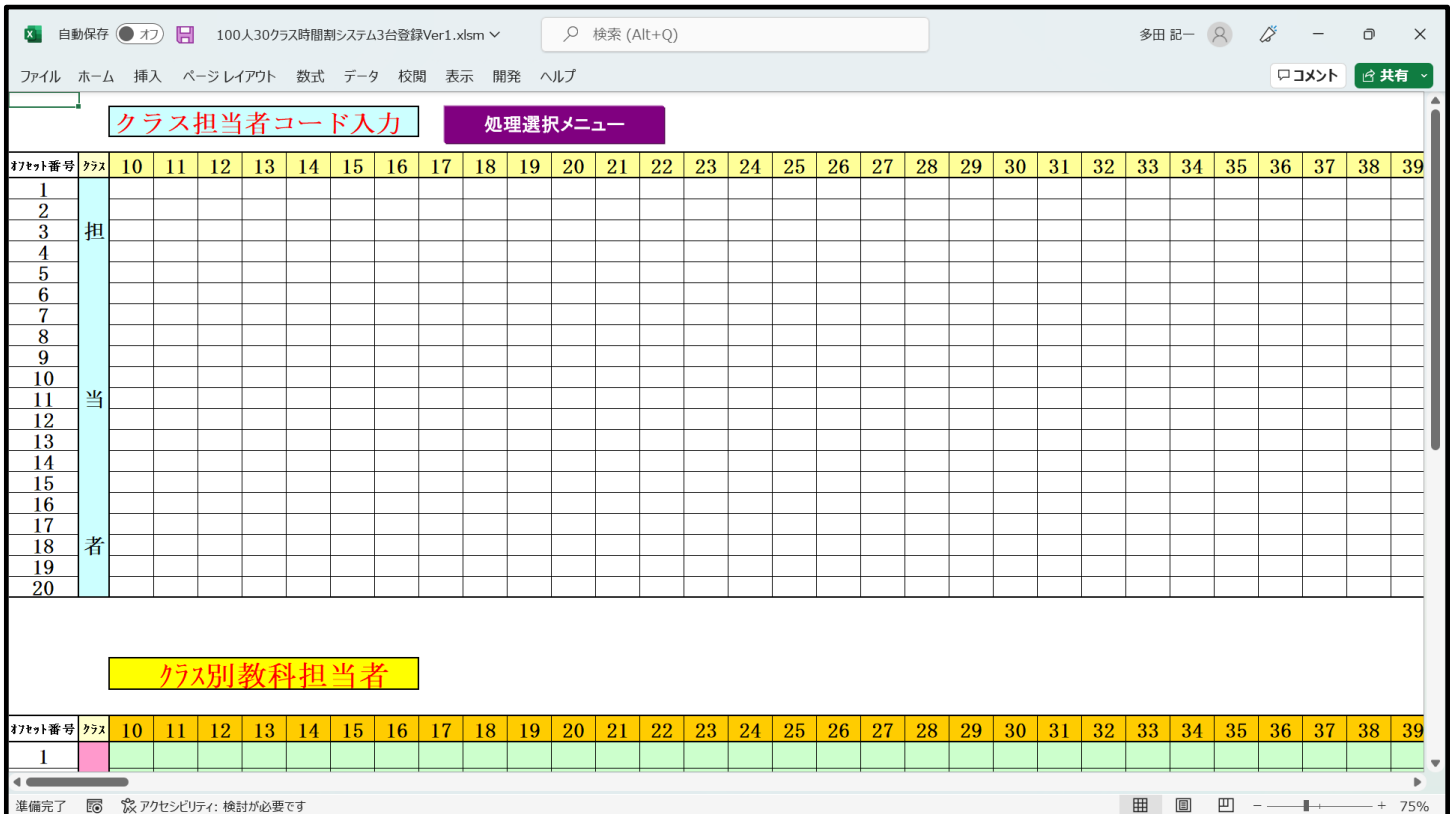 自動保存 オフ 100人30クラス時間割システム3台登録Ver1.xlsm 検索 (Alt+Q) 多田 記一
ファイル ホーム 挿入 ページ レイアウト 数式 データ 校閲 表示 開発 ヘルプ コメント 共有
クラス担当者コード入力 処理選択メニュー
ｵﾌｾｯﾄ番号 ｸﾗｽ 10 11 12 13 14 15 16 17 18 19 20 21 22 23 24 25 26 27 28 29 30 31 32 33 34 35 36 37 38 39
1
2
3 担
4
5
6
7
8
9
10
11 当
12
13
14
15
16
17
18 者
19
20
ｸﾗｽ別教科担当者
ｵﾌｾｯﾄ番号 ｸﾗｽ 10 11 12 13 14 15 16 17 18 19 20 21 22 23 24 25 26 27 28 29 30 31 32 33 34 35 36 37 38 39
1
準備完了 アクセシビリティ: 検討が必要です 75%